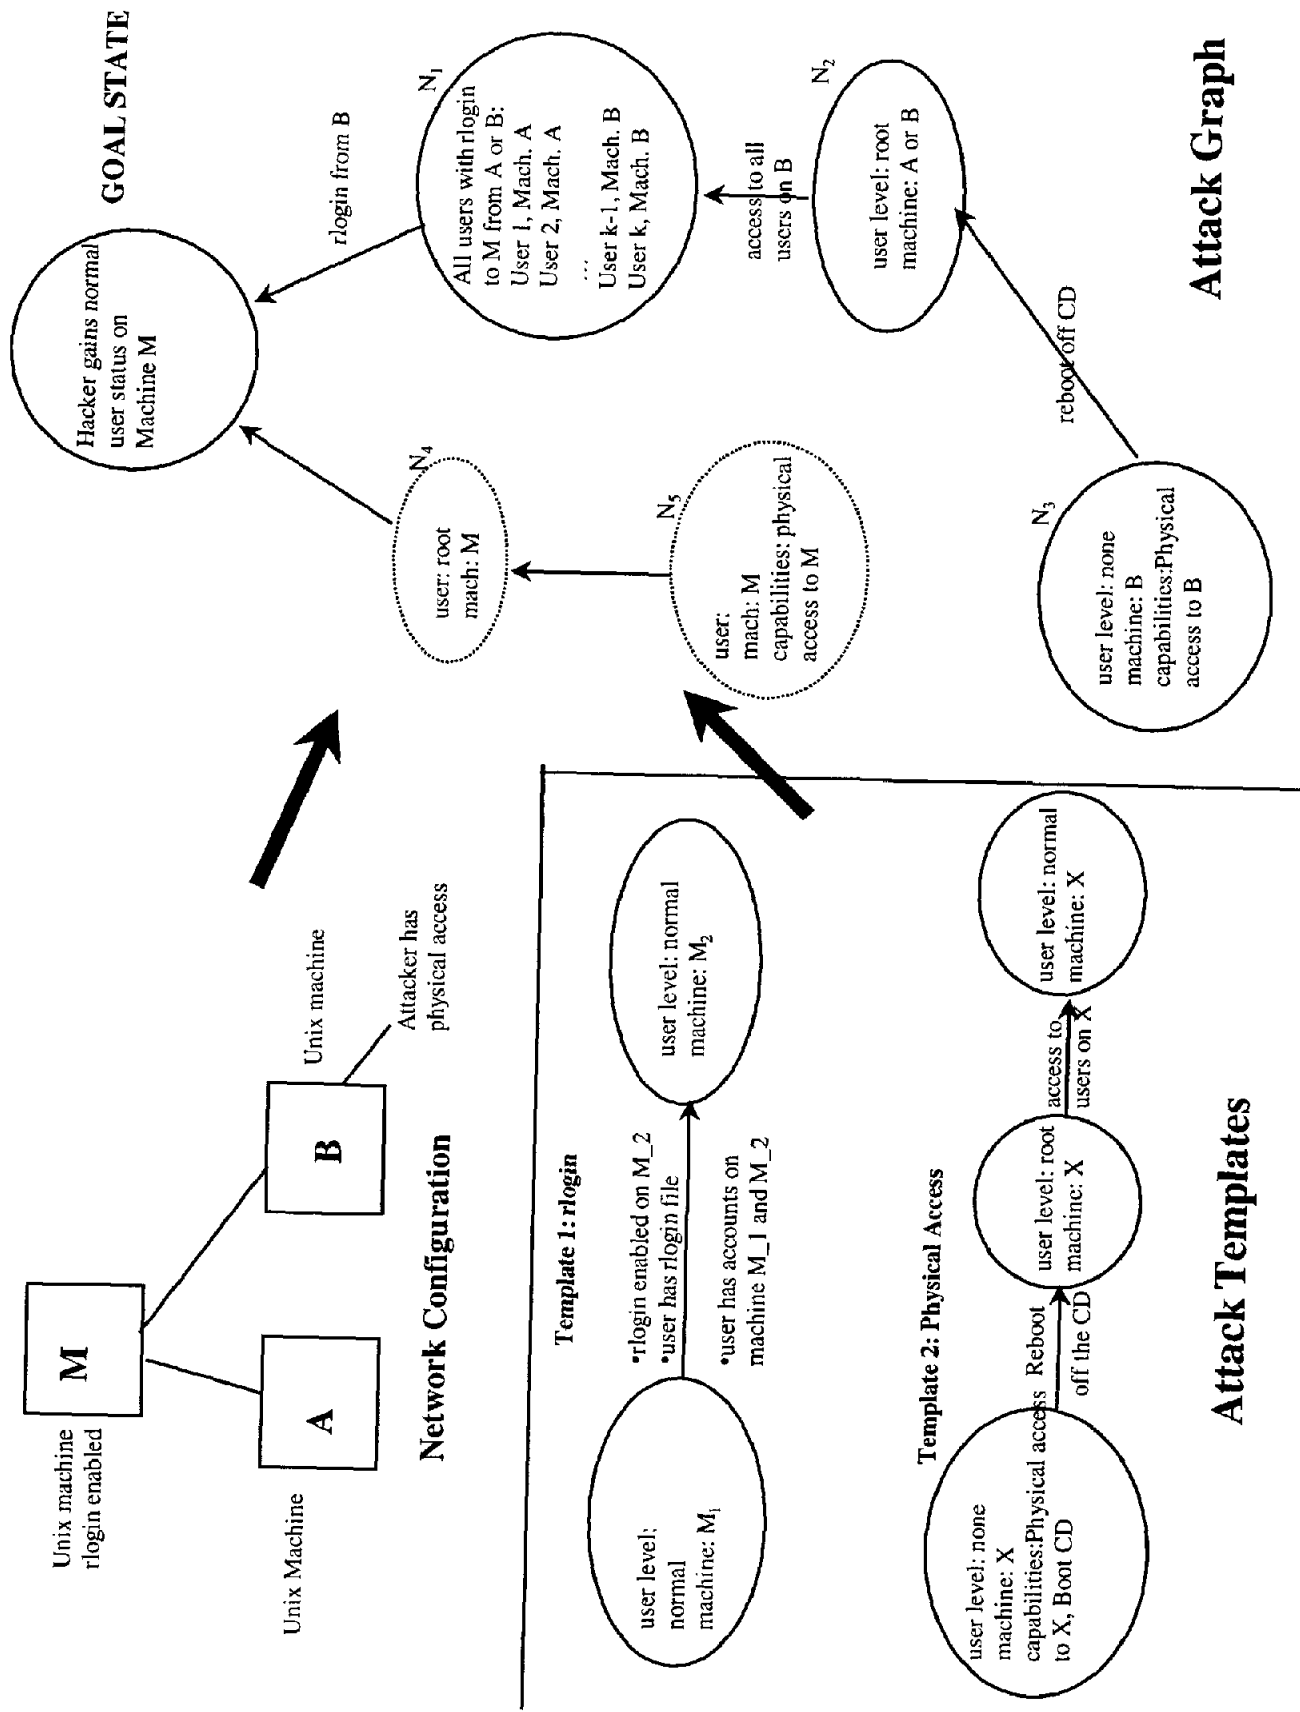 Unix machine
rlogin enabled
M
A
Unix Machine
B
Unix machine
Attacker has
physical access
Network Configuration
Template 1: rlogin
user level:
normal
machine: M₁
•rlogin enabled on M_2
•user has rlogin file
•user has accounts on
machine M_1 and M_2
user level: normal
machine: M₂
Template 2: Physical Access
user level: none
machine: X
capabilities:Physical access
to X, Boot CD
Reboot
off the CD
user level: root
machine: X
access to
users on X
user level: normal
machine: X
Attack Templates
GOAL STATE
Hacker gains normal
user status on
Machine M
rlogin from B
N₁
All users with rlogin
to M from A or B:
User 1, Mach. A
User 2, Mach. A
...
User k-1, Mach. B
User k, Mach. B
N₄
user: root
mach: M
access to all
users on B
N₅
user:
mach: M
capabilities: physical
access to M
N₂
user level: root
machine: A or B
reboot off CD
N₃
user level: none
machine: B
capabilities:Physical
access to B
Attack Graph